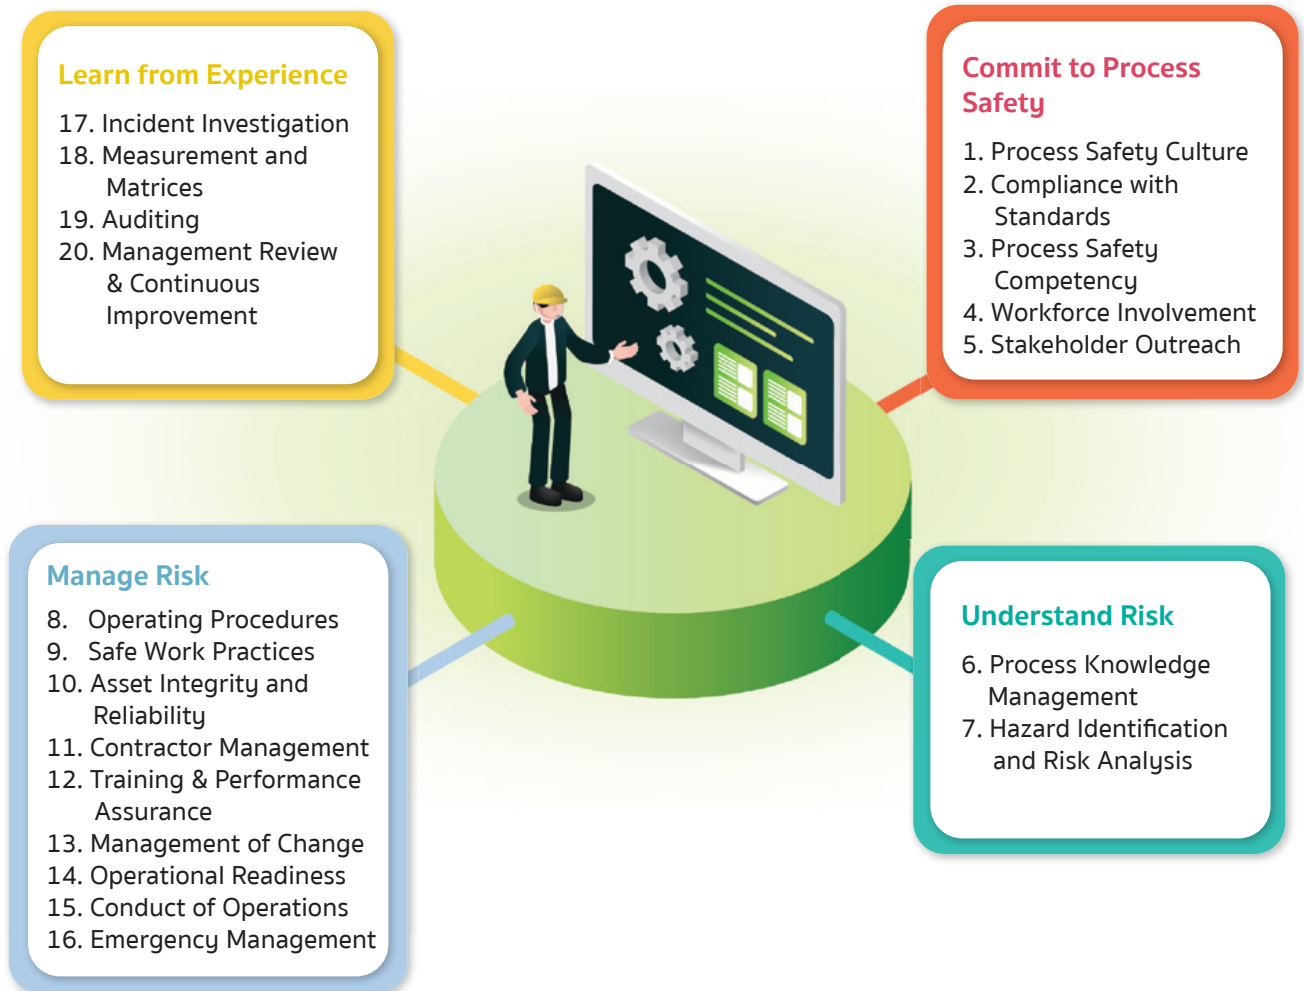 Learn from Experience
17. Incident Investigation
18. Measurement and
Matrices
19. Auditing
20. Management Review
& Continuous
Improvement
Commit to Process
Safety
1. Process Safety Culture
2. Compliance with
Standards
3. Process Safety
Competency
4. Workforce Involvement
5. Stakeholder Outreach
Manage Risk
8. Operating Procedures
9. Safe Work Practices
10. Asset Integrity and
Reliability
11. Contractor Management
12. Training & Performance
Assurance
13. Management of Change
14. Operational Readiness
15. Conduct of Operations
16. Emergency Management
Understand Risk
6. Process Knowledge
Management
7. Hazard Identification
and Risk Analysis